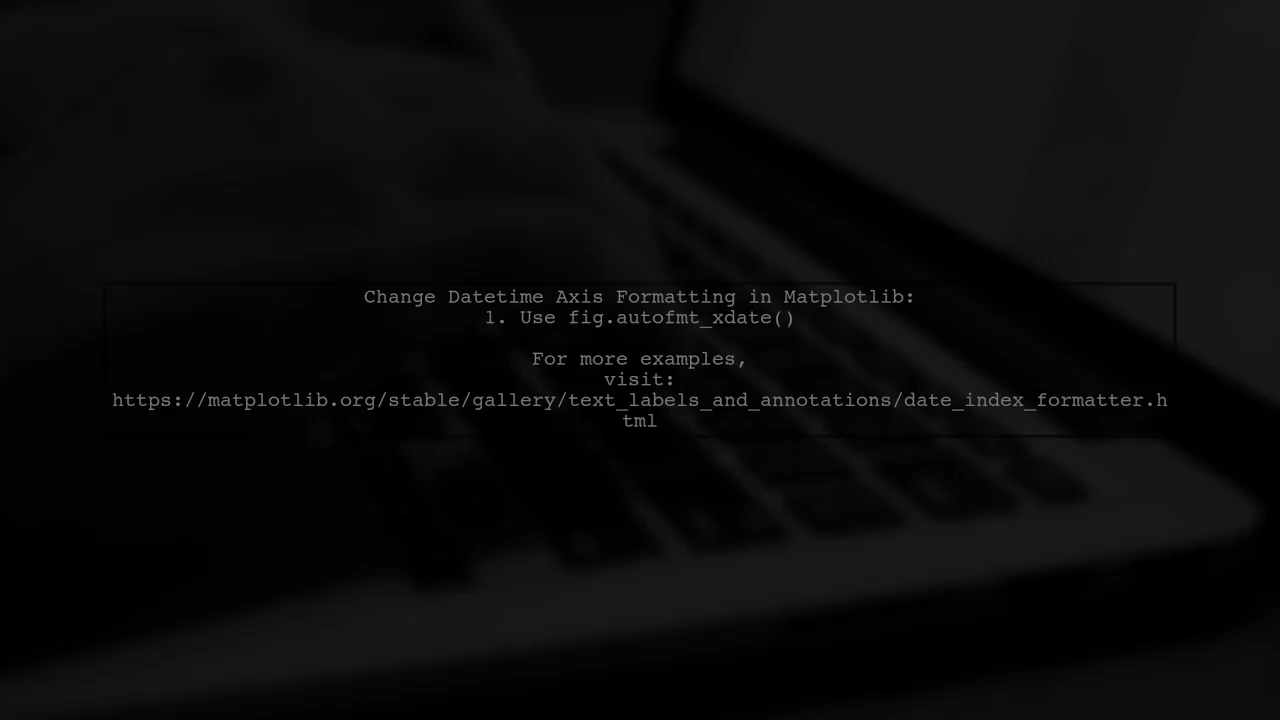 Change Datetime Axis Formatting in Matplotlib:
1. Use fig.autofmt_xdate()
For more examples,
visit:
https://matplotlib.org/stable/gallery/text_labels_and_annotations/date_index_formatter.h
tml